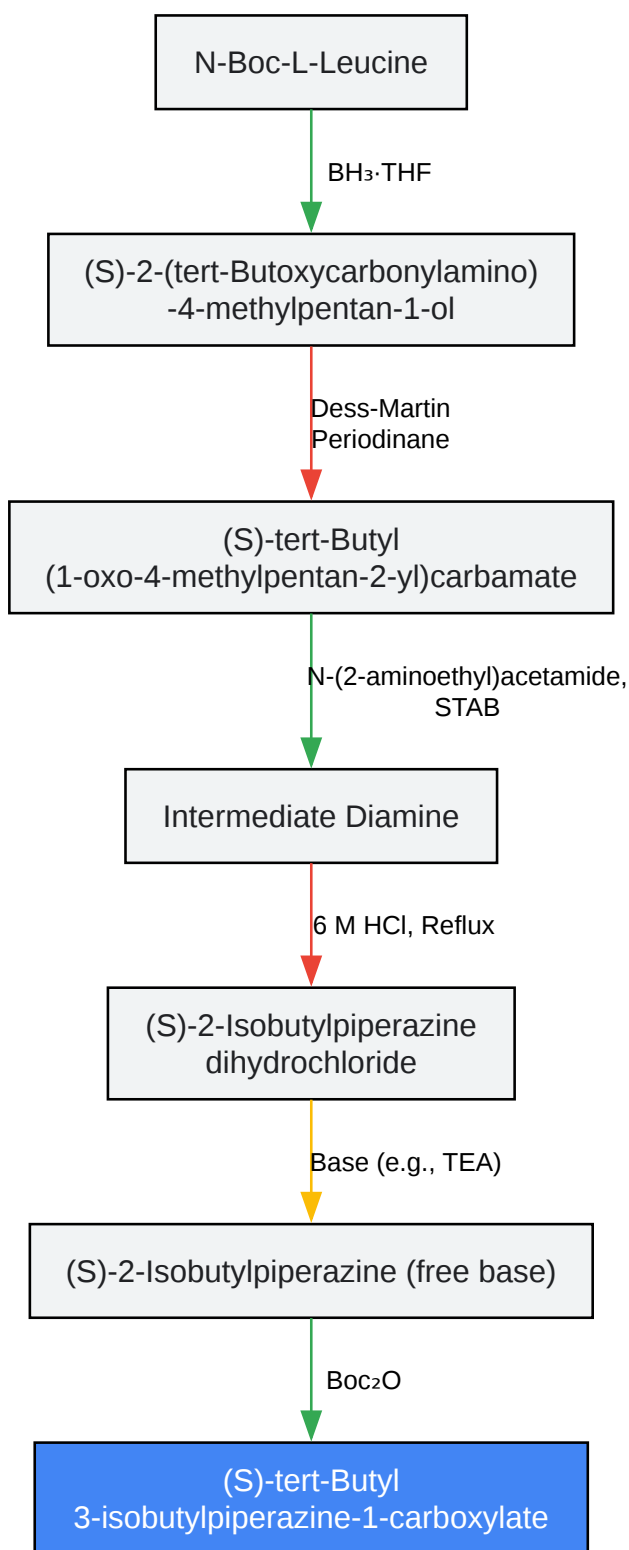 N-Boc-L-Leucine
BH₃·THF
(S)-2-(tert-Butoxycarbonylamino)
-4-methylpentan-1-ol
Dess-Martin
Periodinane
(S)-tert-Butyl
(1-oxo-4-methylpentan-2-yl)carbamate
N-(2-aminoethyl)acetamide,
STAB
Intermediate Diamine
6 M HCl, Reflux
(S)-2-Isobutylpiperazine
dihydrochloride
Base (e.g., TEA)
(S)-2-Isobutylpiperazine (free base)
Boc₂O
(S)-tert-Butyl
3-isobutylpiperazine-1-carboxylate